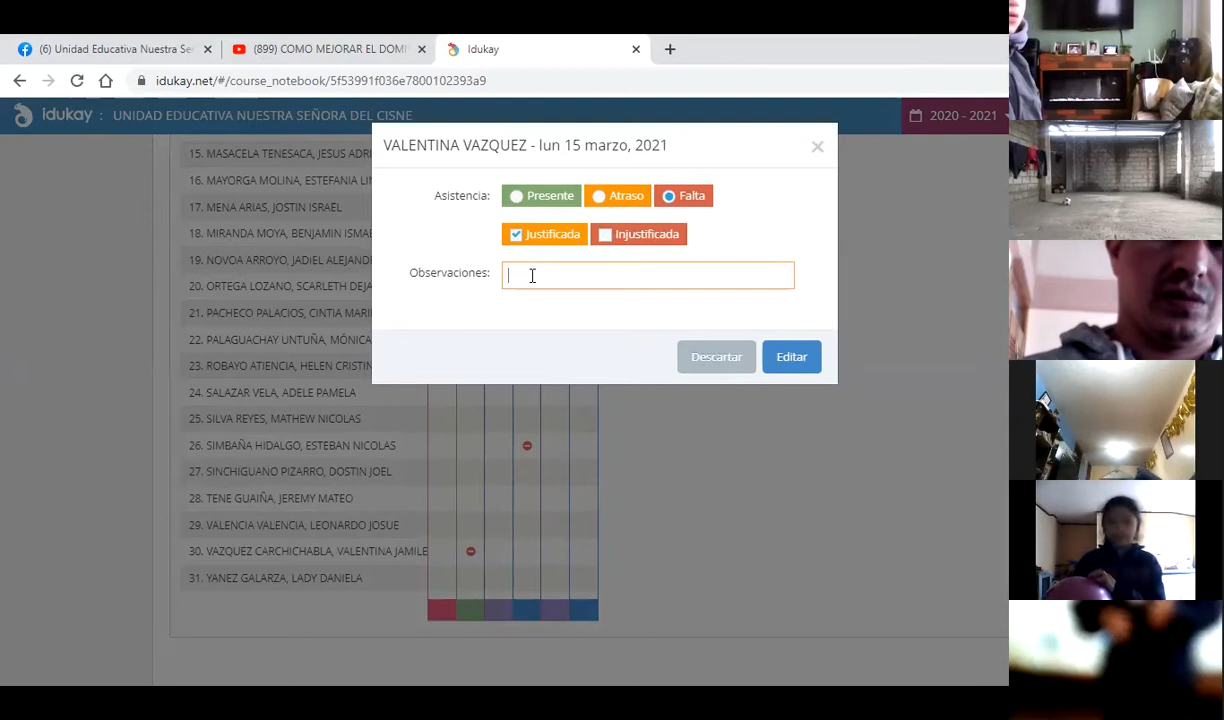 (6) Unidad Educativa Nuestra Se
(899) COMO MEJORAR EL DOMI
Idukay
idukay.net/#/course_notebook/5f53991f036e7800102393a9
idukay : UNIDAD EDUCATIVA NUESTRA SEÑORA DEL CISNE
2020 - 2021
VALENTINA VAZQUEZ - lun 15 marzo, 2021
Asistencia: Presente Atraso Falta
Justificada Injustificada
Observaciones:
Descartar Editar
15. MASACELA TENESACA, JESUS ADRI
16. MAYORGA MOLINA, ESTEFANIA LIN
17. MENA ARIAS, JOSTIN ISRAEL
18. MIRANDA MOYA, BENJAMIN ISMAE
19. NOVOA ARROYO, JADIEL ALEJANDR
20. ORTEGA LOZANO, SCARLETH DEJA
21. PACHECO PALACIOS, CINTIA MARI
22. PALAGUACHAY UNTUÑA, MÓNICA
23. ROBAYO ATIENCIA, HELEN CRISTIN
24. SALAZAR VELA, ADELE PAMELA
25. SILVA REYES, MATHEW NICOLAS
26. SIMBAÑA HIDALGO, ESTEBAN NICOLAS
27. SINCHIGUANO PIZARRO, DOSTIN JOEL
28. TENE GUAIÑA, JEREMY MATEO
29. VALENCIA VALENCIA, LEONARDO JOSUE
30. VAZQUEZ CARCHICHABLA, VALENTINA JAMILE
31. YANEZ GALARZA, LADY DANIELA